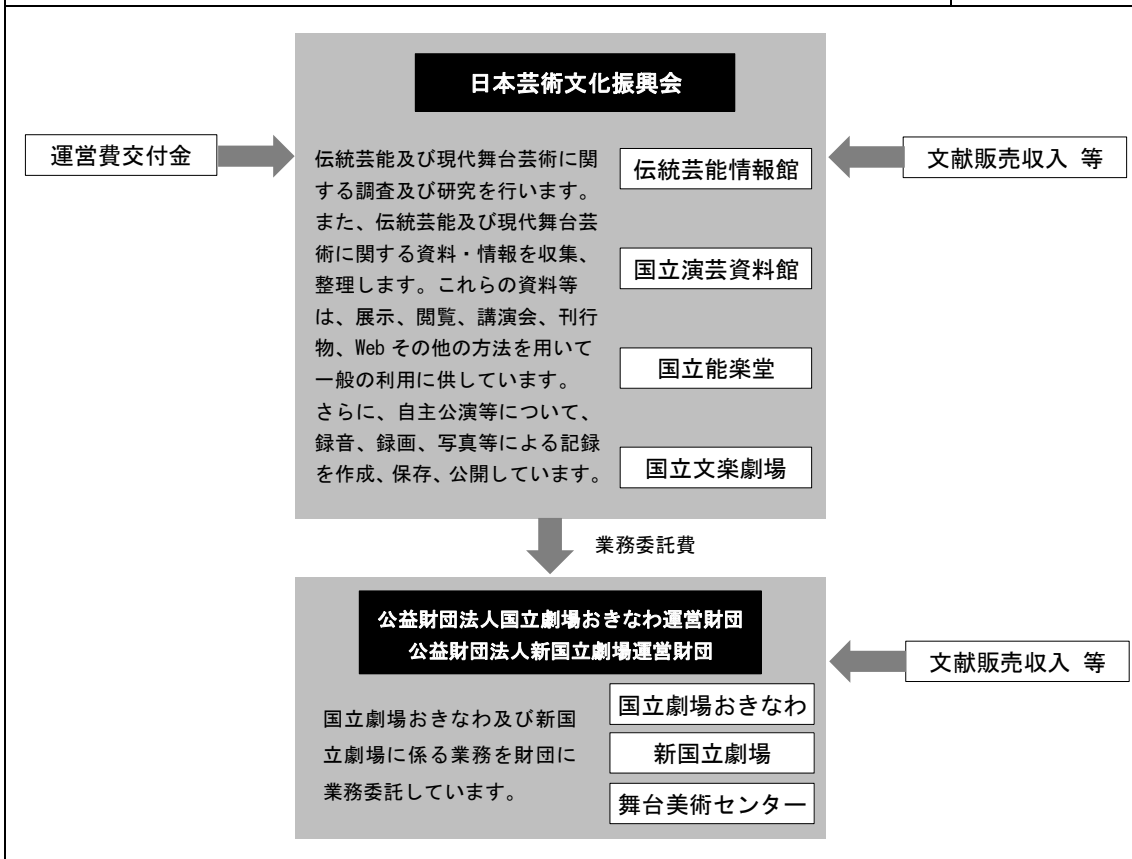 日本芸術文化振興会
運営費交付金
伝統芸能及び現代舞台芸術に関
する調査及び研究を行います。
また、伝統芸能及び現代舞台芸
術に関する資料・情報を収集、
整理します。これらの資料等
は、展示、閲覧、講演会、刊行
物、Web その他の方法を用いて
一般の利用に供しています。
さらに、自主公演等について、
録音、録画、写真等による記録
を作成、保存、公開しています。
伝統芸能情報館
国立演芸資料館
国立能楽堂
国立文楽劇場
文献販売収入 等
業務委託費
公益財団法人国立劇場おきなわ運営財団
公益財団法人新国立劇場運営財団
国立劇場おきなわ及び新国
立劇場に係る業務を財団に
業務委託しています。
国立劇場おきなわ
新国立劇場
舞台美術センター
文献販売収入 等